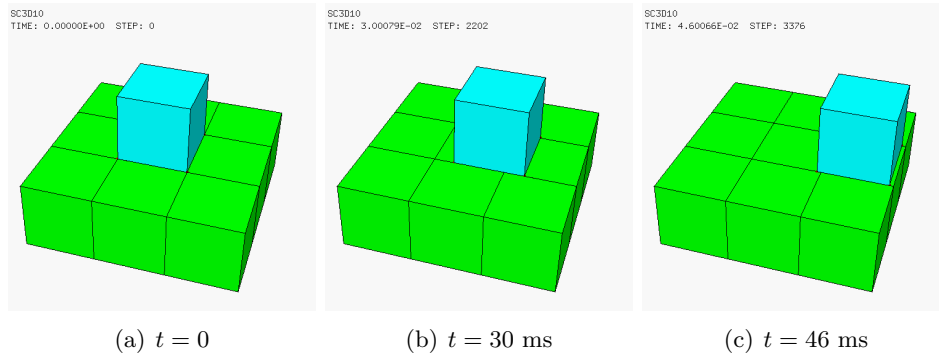 SC3D10
TIME: 0.00000E+00 STEP: 0
SC3D10
TIME: 3.00079E-02 STEP: 2202
SC3D10
TIME: 4.60066E-02 STEP: 3376
(a) t = 0
(b) t = 30 ms
(c) t = 46 ms